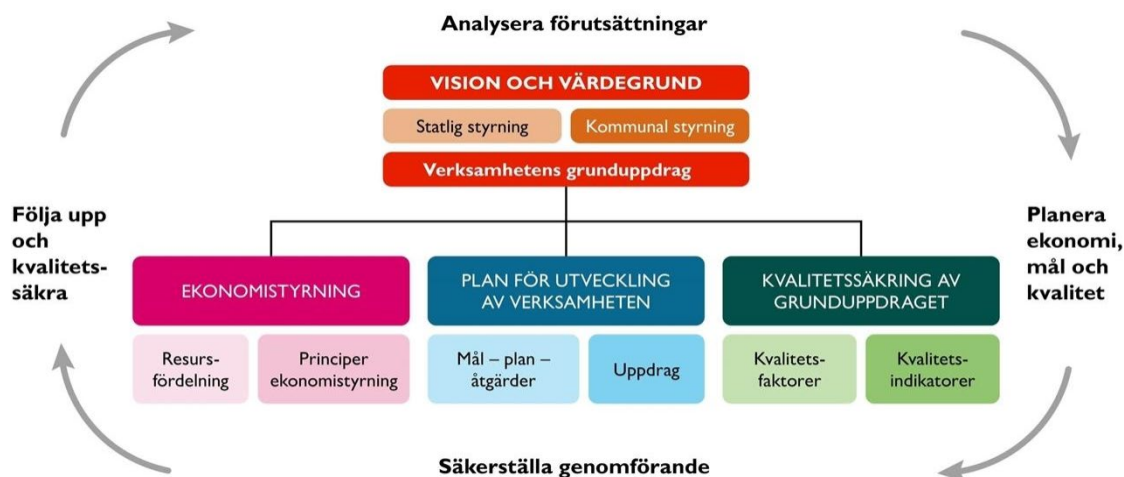 Analysera förutsättningar
VISION OCH VÄRDEGRUND
Statlig styrning
Kommunal styrning
Verksamhetens grunduppdrag
Följa upp
och
kvalitets-
säkra
Planera
ekonomi,
mål och
kvalitet
EKONOMISTYRNING
PLAN FÖR UTVECKLING
AV VERKSAMHETEN
KVALITETSSÄKRING AV
GRUNDUPPDRAGET
Resurs-
fördelning
Principer
ekonomistyrning
Mål – plan –
åtgärder
Uppdrag
Kvalitets-
faktorer
Kvalitets-
indikatorer
Säkerställa genomförande